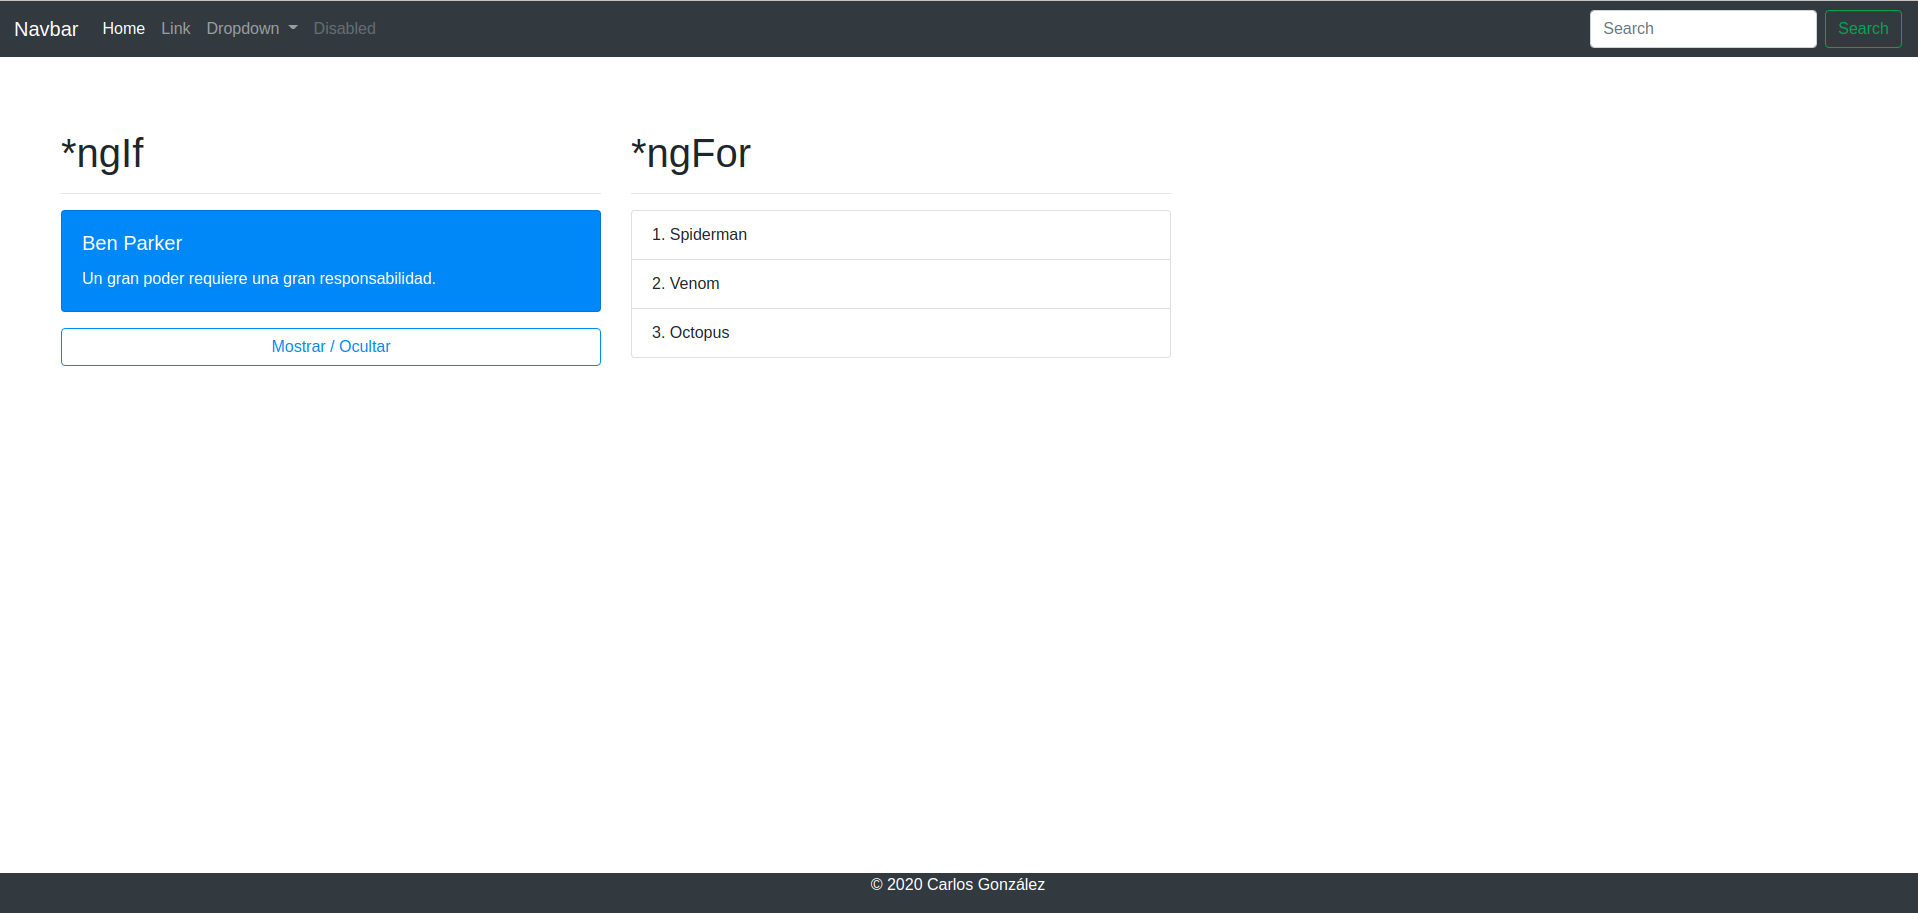 Navbar Home Link Dropdown Disabled Search Search
*ngIf
Ben Parker
Un gran poder requiere una gran responsabilidad.
Mostrar / Ocultar
*ngFor
1. Spiderman
2. Venom
3. Octopus
© 2020 Carlos González